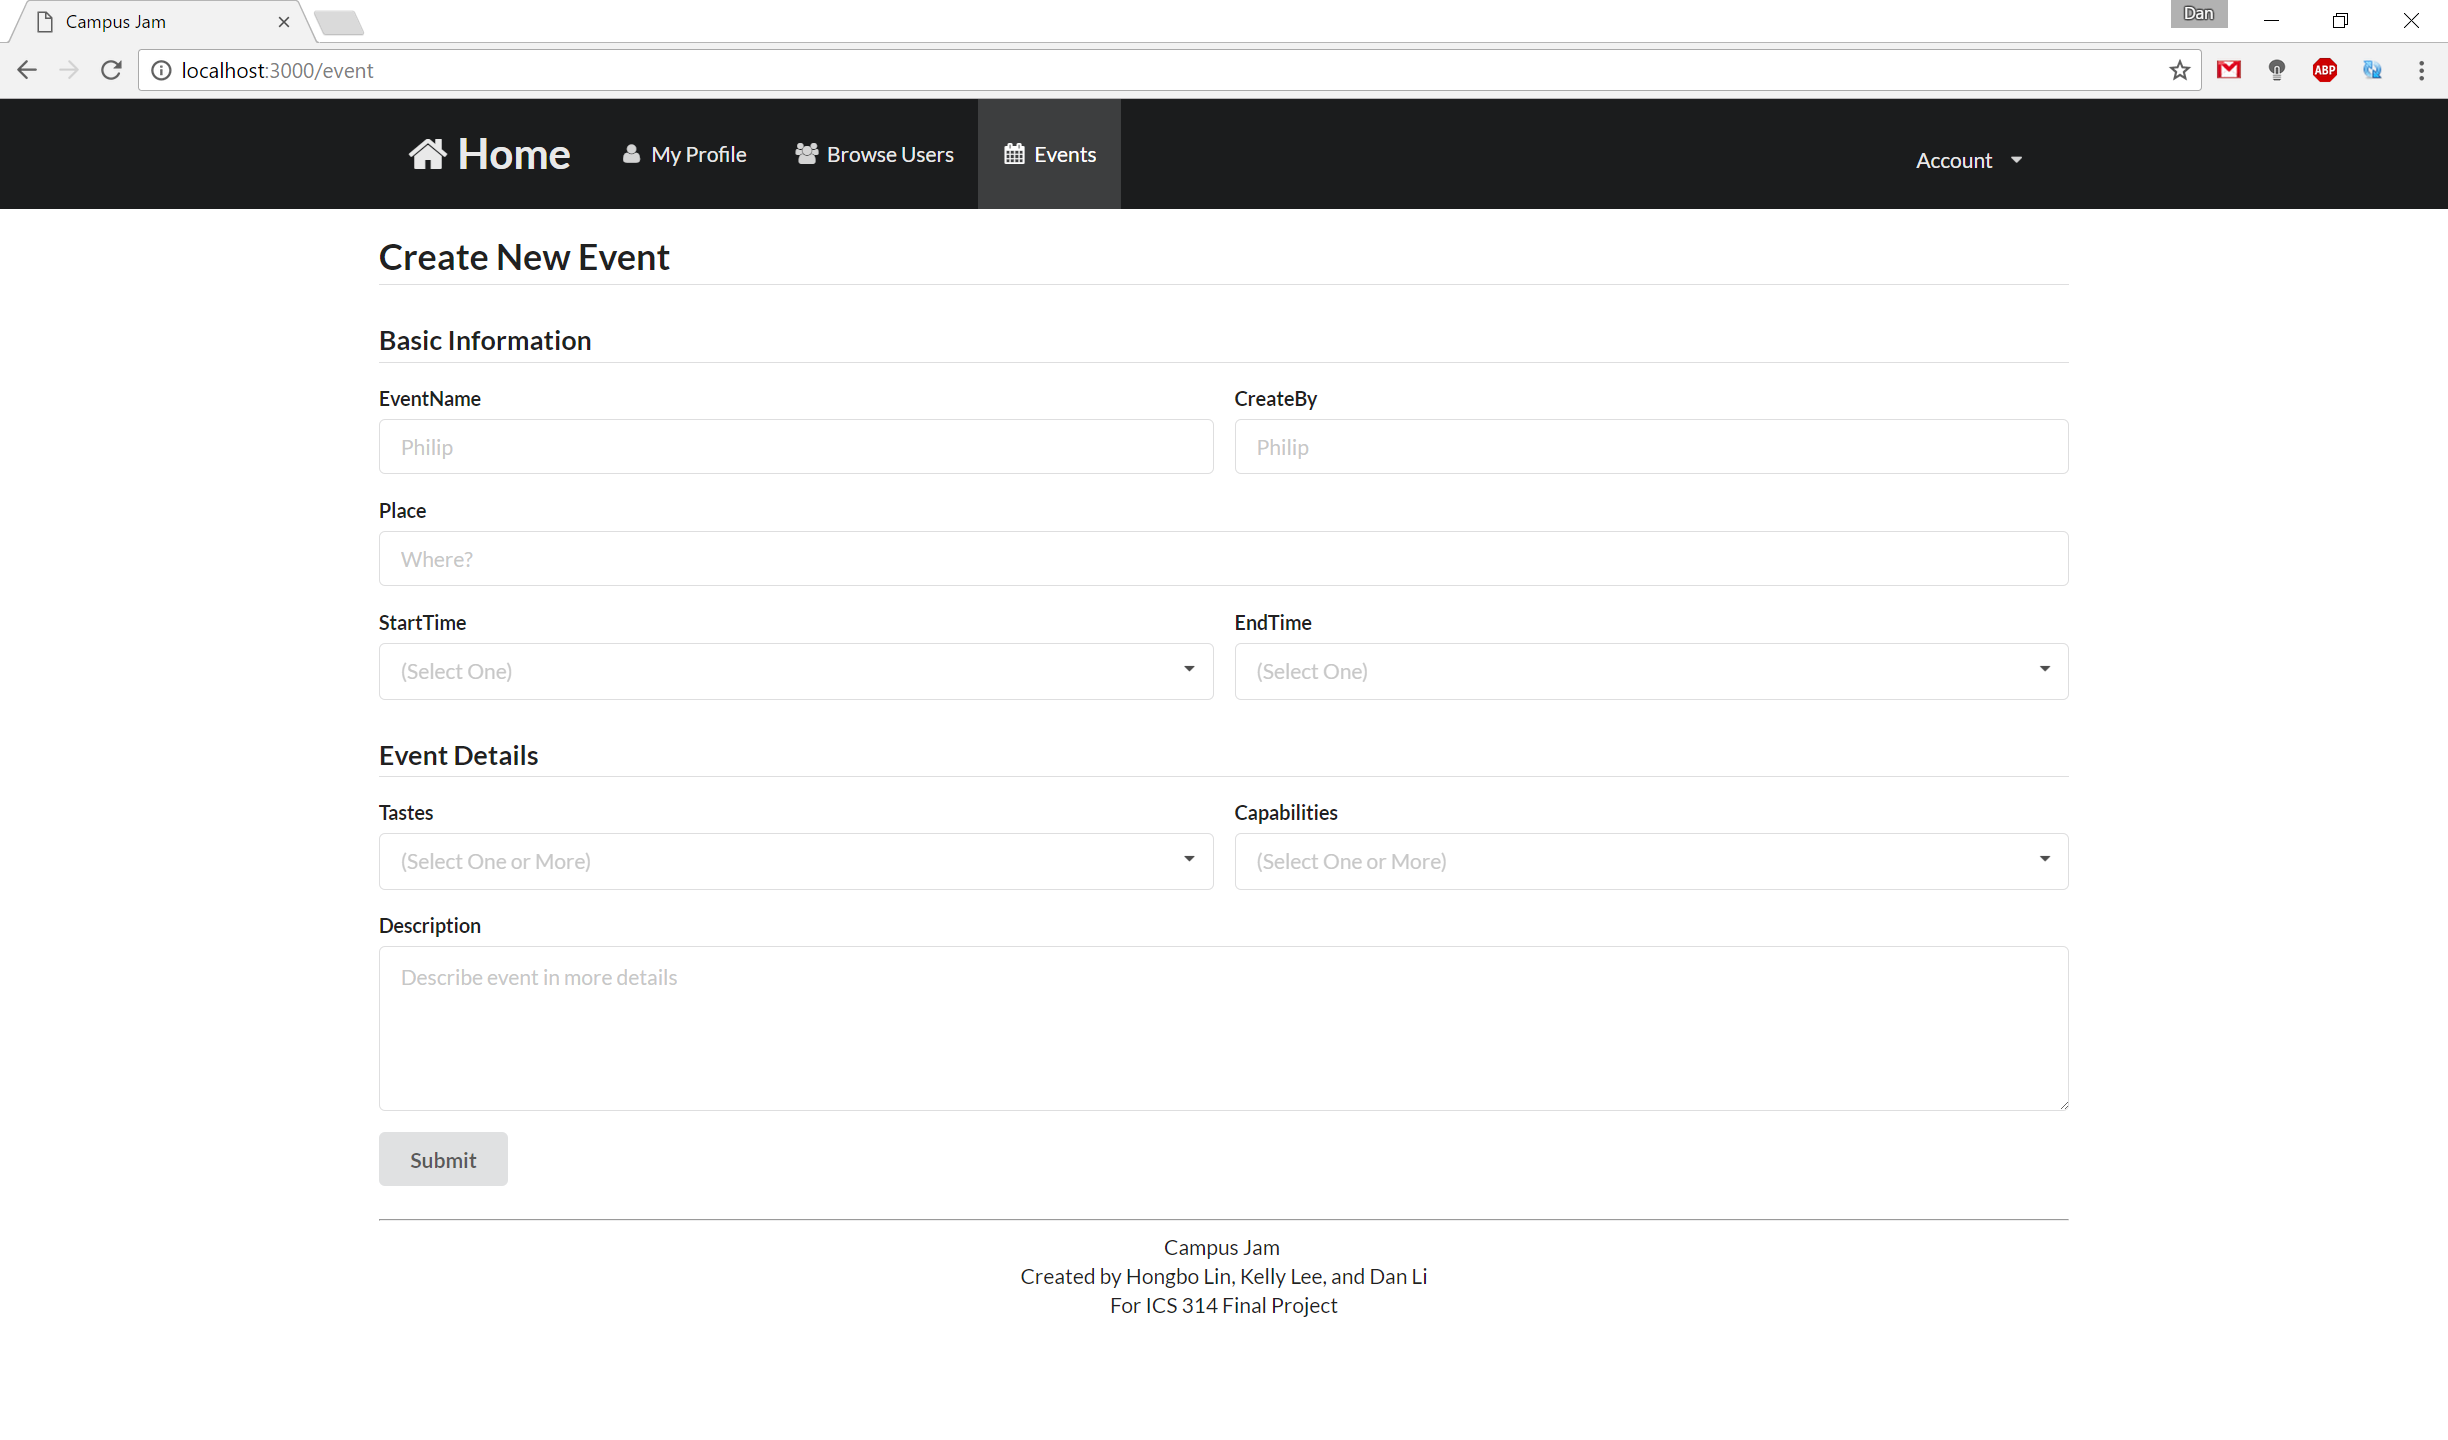 Campus Jam
Dan
localhost:3000/event
ABP
Home My Profile Browse Users Events Account
Create New Event
Basic Information
EventName CreateBy
Philip Philip
Place
Where?
StartTime EndTime
(Select One) (Select One)
Event Details
Tastes Capabilities
(Select One or More) (Select One or More)
Description
Describe event in more details
Submit
Campus Jam
Created by Hongbo Lin, Kelly Lee, and Dan Li
For ICS 314 Final Project